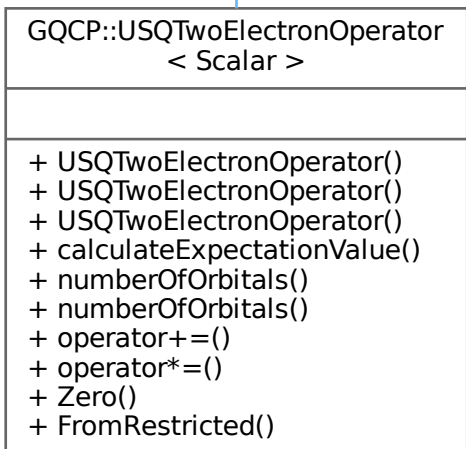 GQCP::USQTwoElectronOperator
< Scalar >
+ USQTwoElectronOperator()
+ USQTwoElectronOperator()
+ USQTwoElectronOperator()
+ calculateExpectationValue()
+ numberOfOrbitals()
+ numberOfOrbitals()
+ operator+=()
+ operator*=()
+ Zero()
+ FromRestricted()